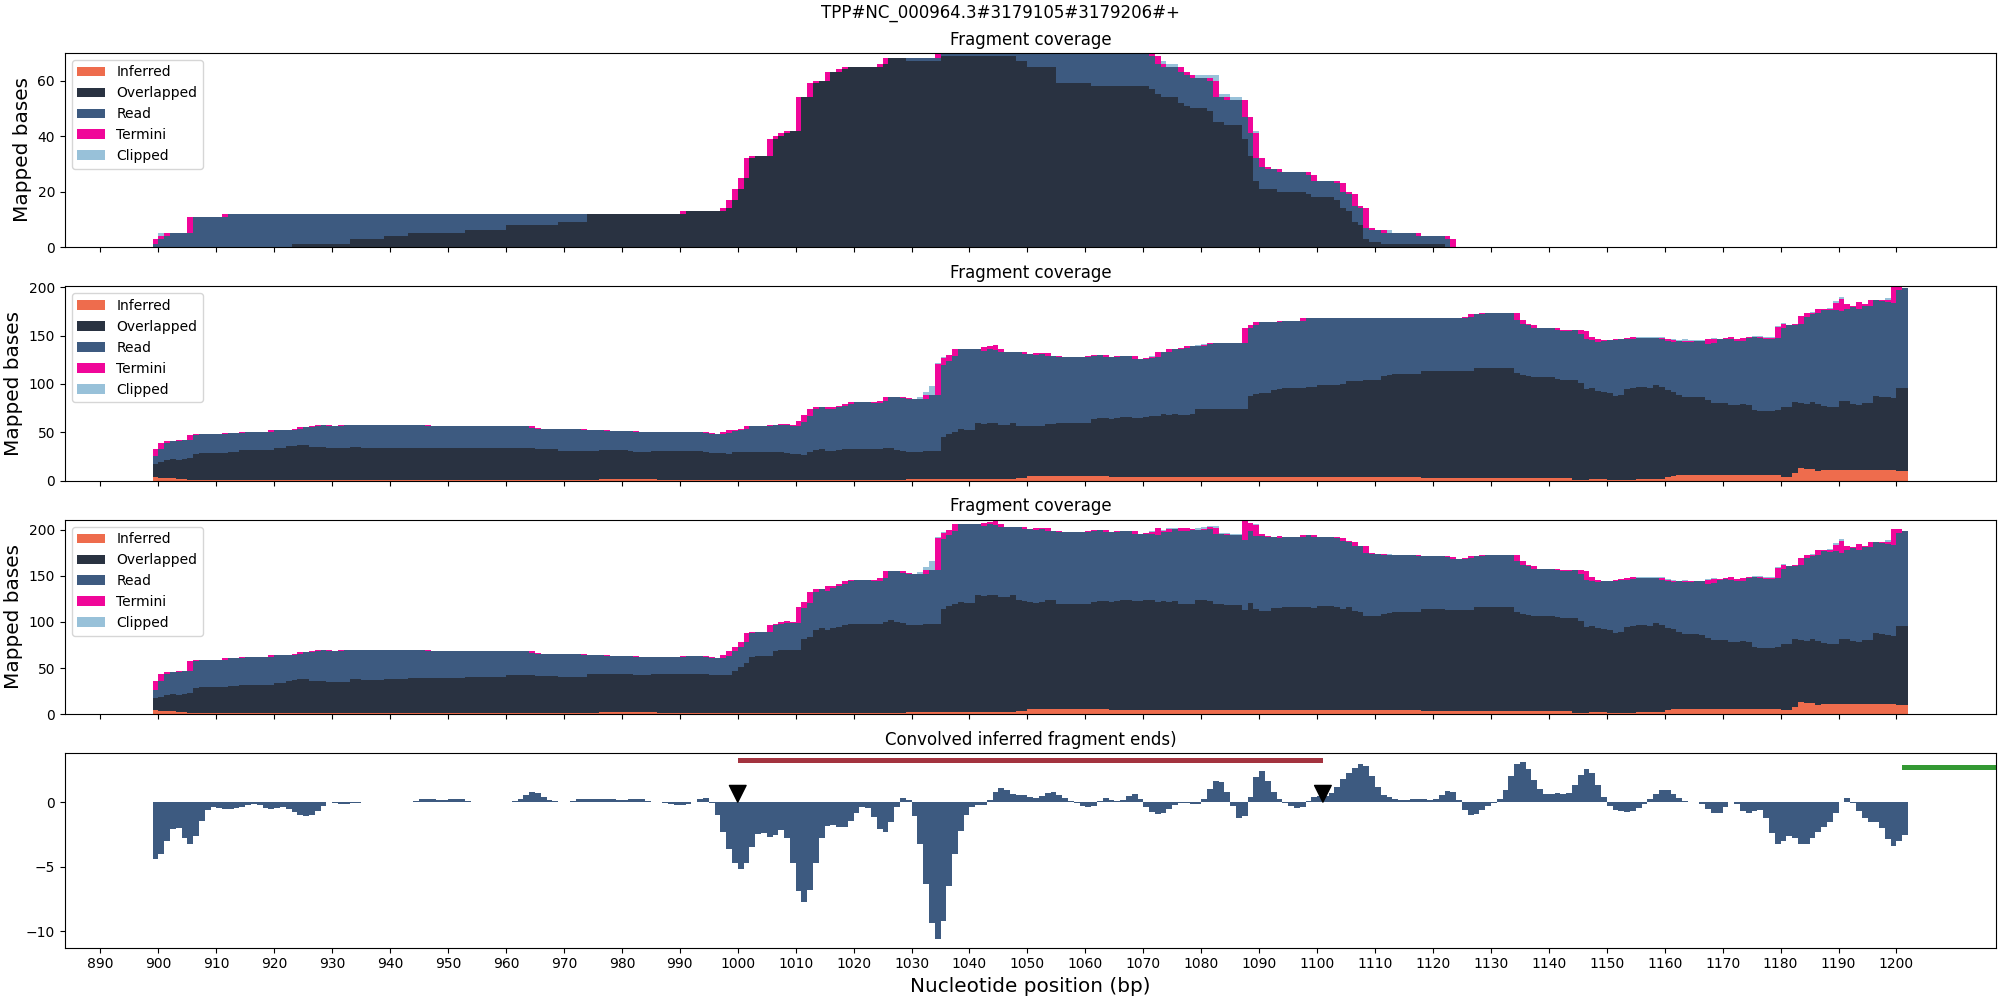 TPP#NC_000964.3#3179105#3179206#+
Fragment coverage
Mapped bases
60
40
20
0
Inferred
Overlapped
Read
Termini
Clipped
Fragment coverage
Mapped bases
200
150
100
50
0
Inferred
Overlapped
Read
Termini
Clipped
Fragment coverage
Mapped bases
200
150
100
50
0
Inferred
Overlapped
Read
Termini
Clipped
Convolved inferred fragment ends)
0
−5
−10
890 900 910 920 930 940 950 960 970 980 990 1000 1010 1020 1030 1040 1050 1060 1070 1080 1090 1100 1110 1120 1130 1140 1150 1160 1170 1180 1190 1200
Nucleotide position (bp)